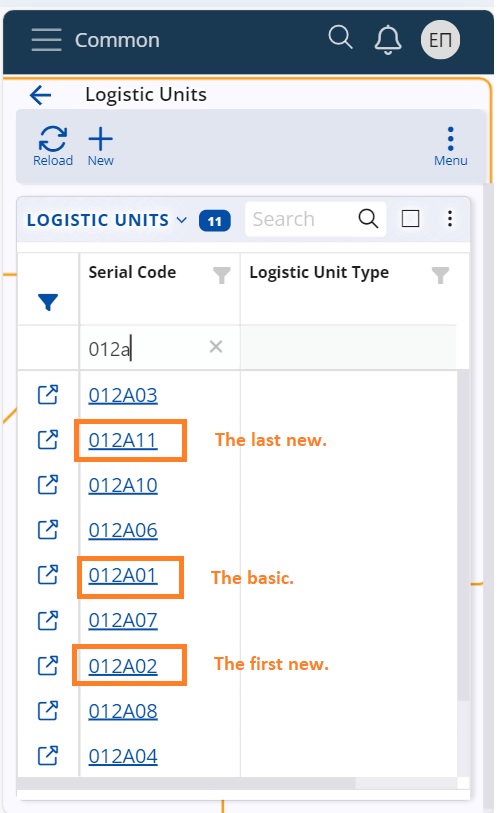 Common
ЕП
Logistic Units
Reload New Menu
LOGISTIC UNITS 11 Search
Serial Code Logistic Unit Type
012a
012A03
012A11 The last new.
012A10
012A06
012A01 The basic.
012A07
012A02 The first new.
012A08
012A04